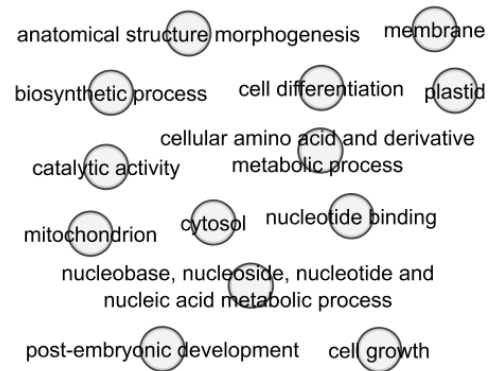 anatomical structure morphogenesis
membrane
biosynthetic process
cell differentiation
plastid
cellular amino acid and derivative
metabolic process
catalytic activity
mitochondrion
cytosol
nucleotide binding
nucleobase, nucleoside, nucleotide and
nucleic acid metabolic process
post-embryonic development
cell growth